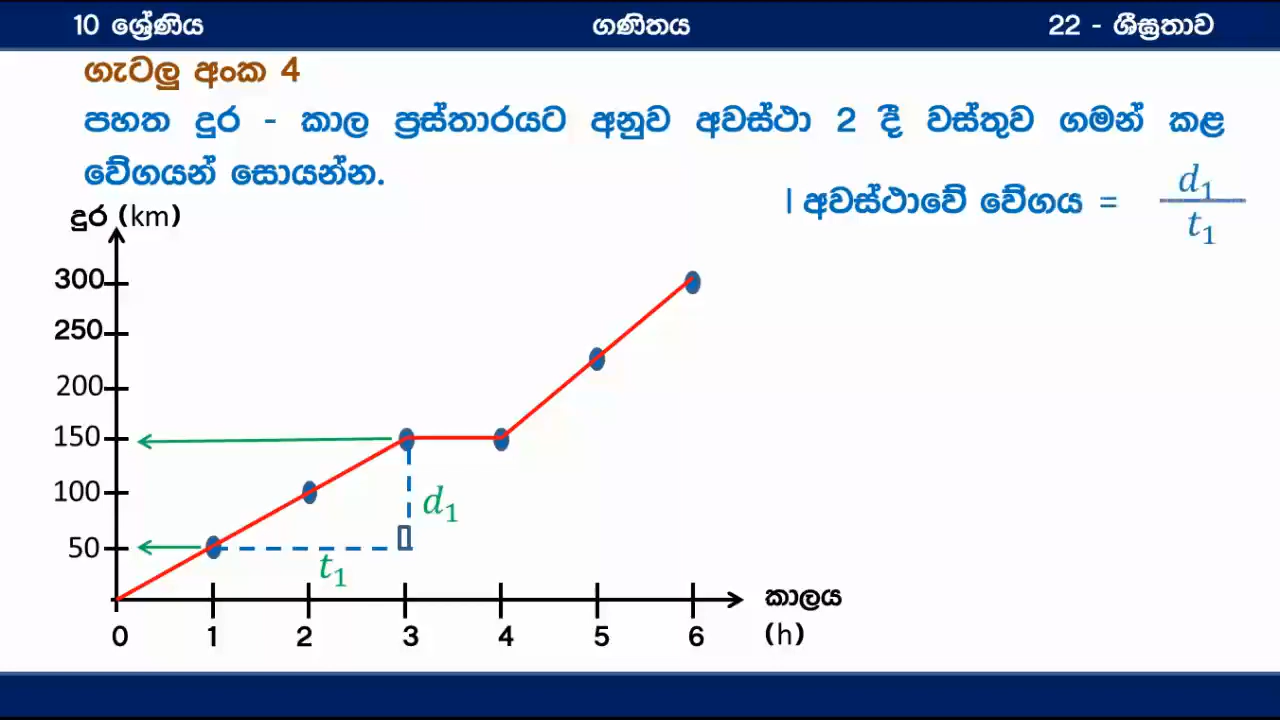 10 ශ්‍රේණිය ගණිතය 22 - ශීඝ්‍රතාව
ගැටලු අංක 4
පහත දුර - කාල ප්‍රස්තාරයට අනුව අවස්ථා 2 දී වස්තුව ගමන් කළ
වේගයන් සොයන්න.
I අවස්ථාවේ වේගය = d₁
t₁
දුර (km)
300
250
200
150
100
50
d₁
t₁
0 1 2 3 4 5 6
කාලය
(h)